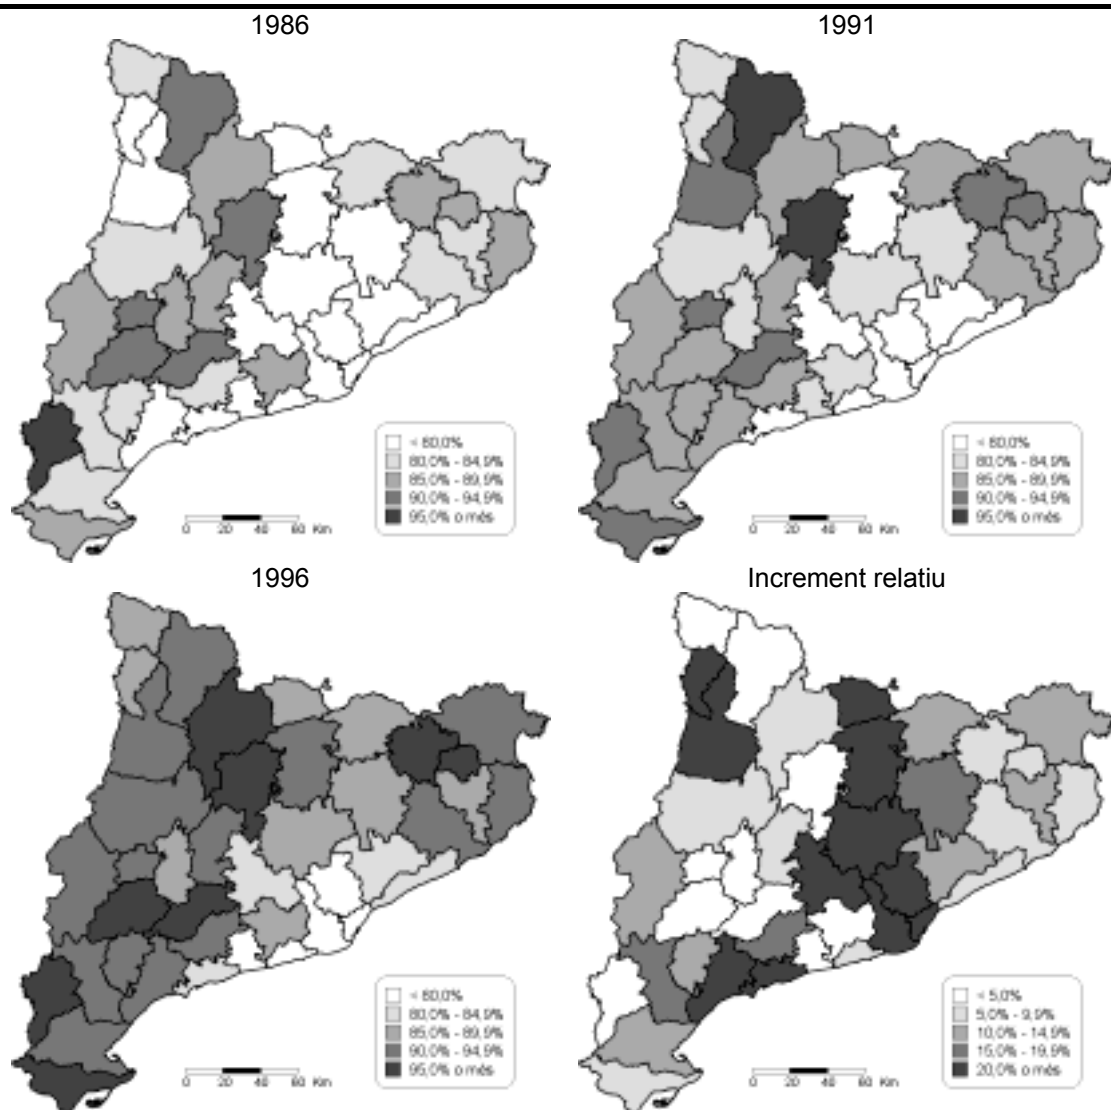 1986
1991
< 80,0%
80,0% - 84,9%
85,0% - 89,9%
90,0% - 94,9%
95,0% o més
0 20 40 60 Km
< 80,0%
80,0% - 84,9%
85,0% - 89,9%
90,0% - 94,9%
95,0% o més
0 20 40 60 Km
1996
Increment relatiu
< 80,0%
80,0% - 84,9%
85,0% - 89,9%
90,0% - 94,9%
95,0% o més
0 20 40 60 Km
< 5,0%
5,0% - 9,9%
10,0% - 14,9%
15,0% - 19,9%
20,0% o més
0 20 40 60 Km